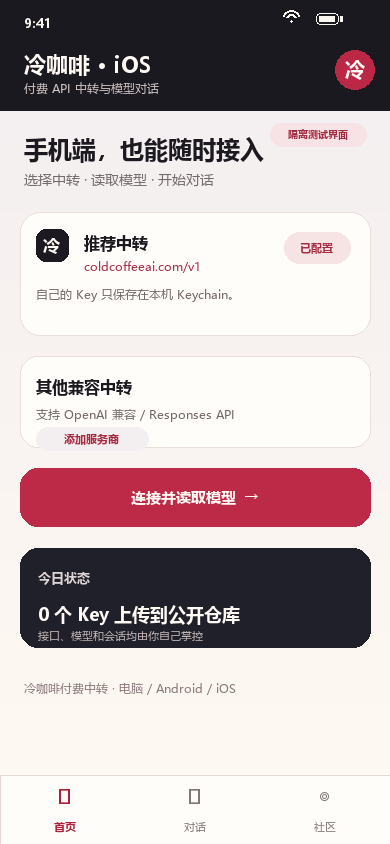 9:41
冷咖啡 • iOS
付费 API 中转与模型对话
冷
隔离测试界面
手机端，也能随时接入
选择中转 · 读取模型 · 开始对话
冷
推荐中转
已配置
coldcoffeeai.com/v1
自己的 Key 只保存在本机 Keychain。
其他兼容中转
支持 OpenAI 兼容 / Responses API
添加服务商
连接并读取模型 →
今日状态
0 个 Key 上传到公开仓库
接口、模型和会话均由你自己掌控
冷咖啡付费中转 · 电脑 / Android / iOS
首页
对话
社区